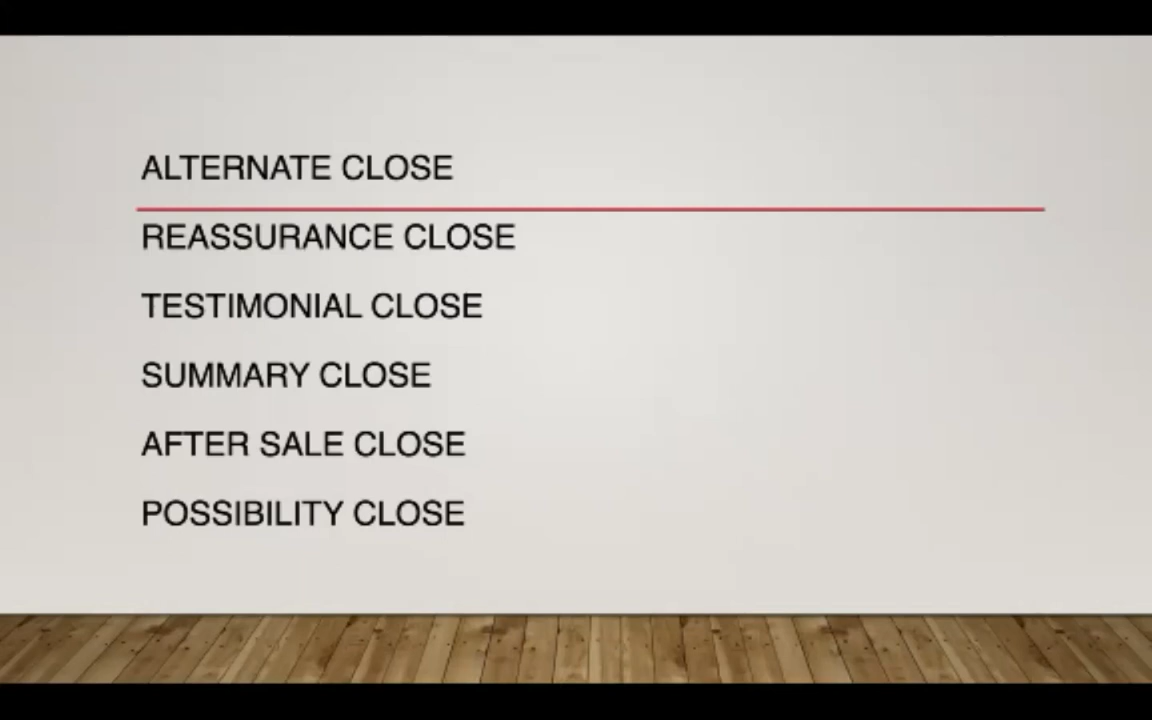 ALTERNATE CLOSE
REASSURANCE CLOSE
TESTIMONIAL CLOSE
SUMMARY CLOSE
AFTER SALE CLOSE
POSSIBILITY CLOSE